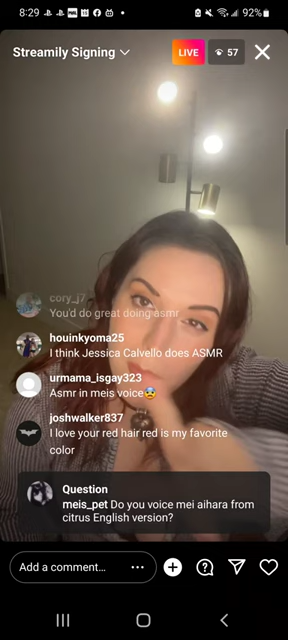 8:29
92%
Streamily Signing
LIVE
57
cory_j7
You'd do great doing asmr
houinkyoma25
I think Jessica Calvello does ASMR
urmama_isgay323
Asmr in meis voice😰
joshwalker837
I love your red hair red is my favorite
color
Question
meis_pet Do you voice mei aihara from
citrus English version?
Add a comment...